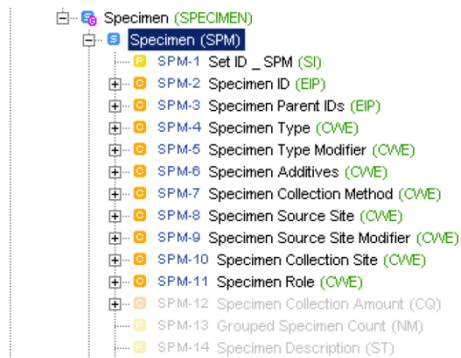 Specimen (SPECIMEN)
Specimen (SPM)
SPM-1 Set ID _ SPM (SI)
SPM-2 Specimen ID (EIP)
SPM-3 Specimen Parent IDs (EIP)
SPM-4 Specimen Type (CWE)
SPM-5 Specimen Type Modifier (CWE)
SPM-6 Specimen Additives (CWE)
SPM-7 Specimen Collection Method (CWE)
SPM-8 Specimen Source Site (CWE)
SPM-9 Specimen Source Site Modifier (CWE)
SPM-10 Specimen Collection Site (CWE)
SPM-11 Specimen Role (CWE)
SPM-12 Specimen Collection Amount (CQ)
SPM-13 Grouped Specimen Count (NM)
SPM-14 Specimen Description (ST)